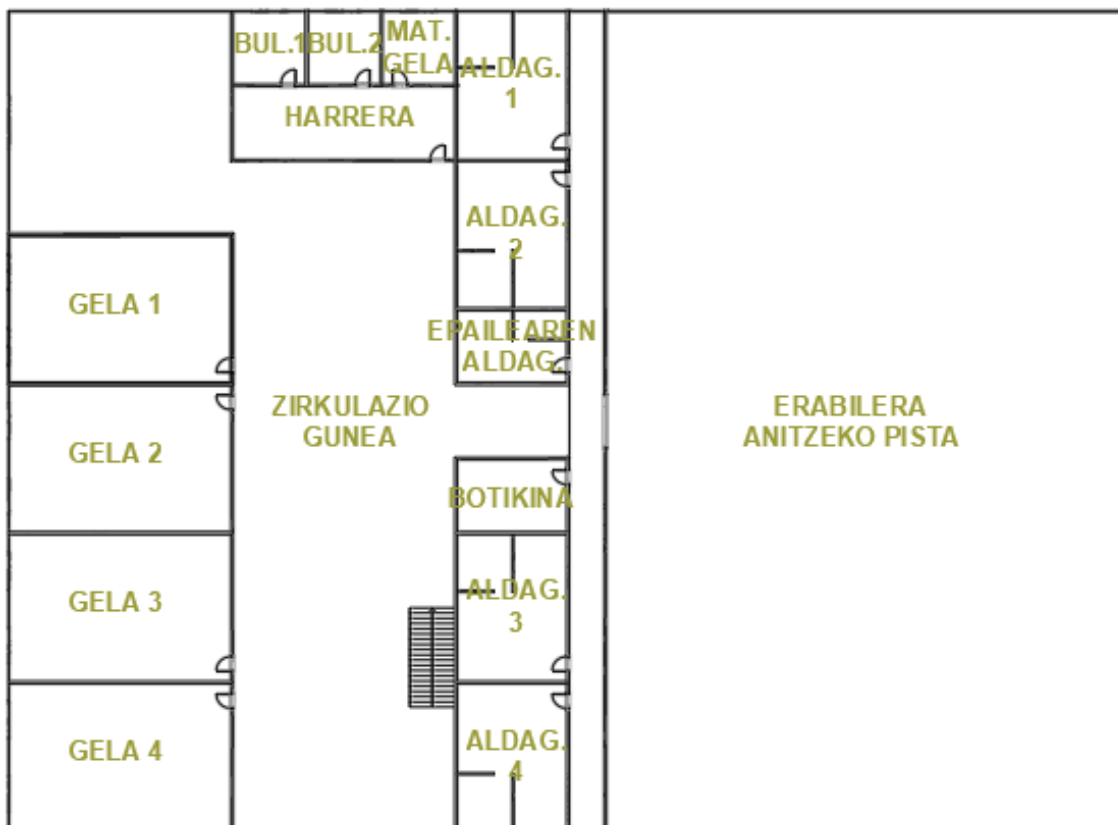 BUL.1
BUL.2
MAT.
GELA
ALDAG.
1
HARRERA
ALDAG.
2
GELA 1
EPAILEAREN
ALDAG.
ZIRKULAZIO
GUNEA
ERABILERA
ANITZEKO PISTA
GELA 2
BOTIKINA
GELA 3
ALDAG.
3
GELA 4
ALDAG.
4